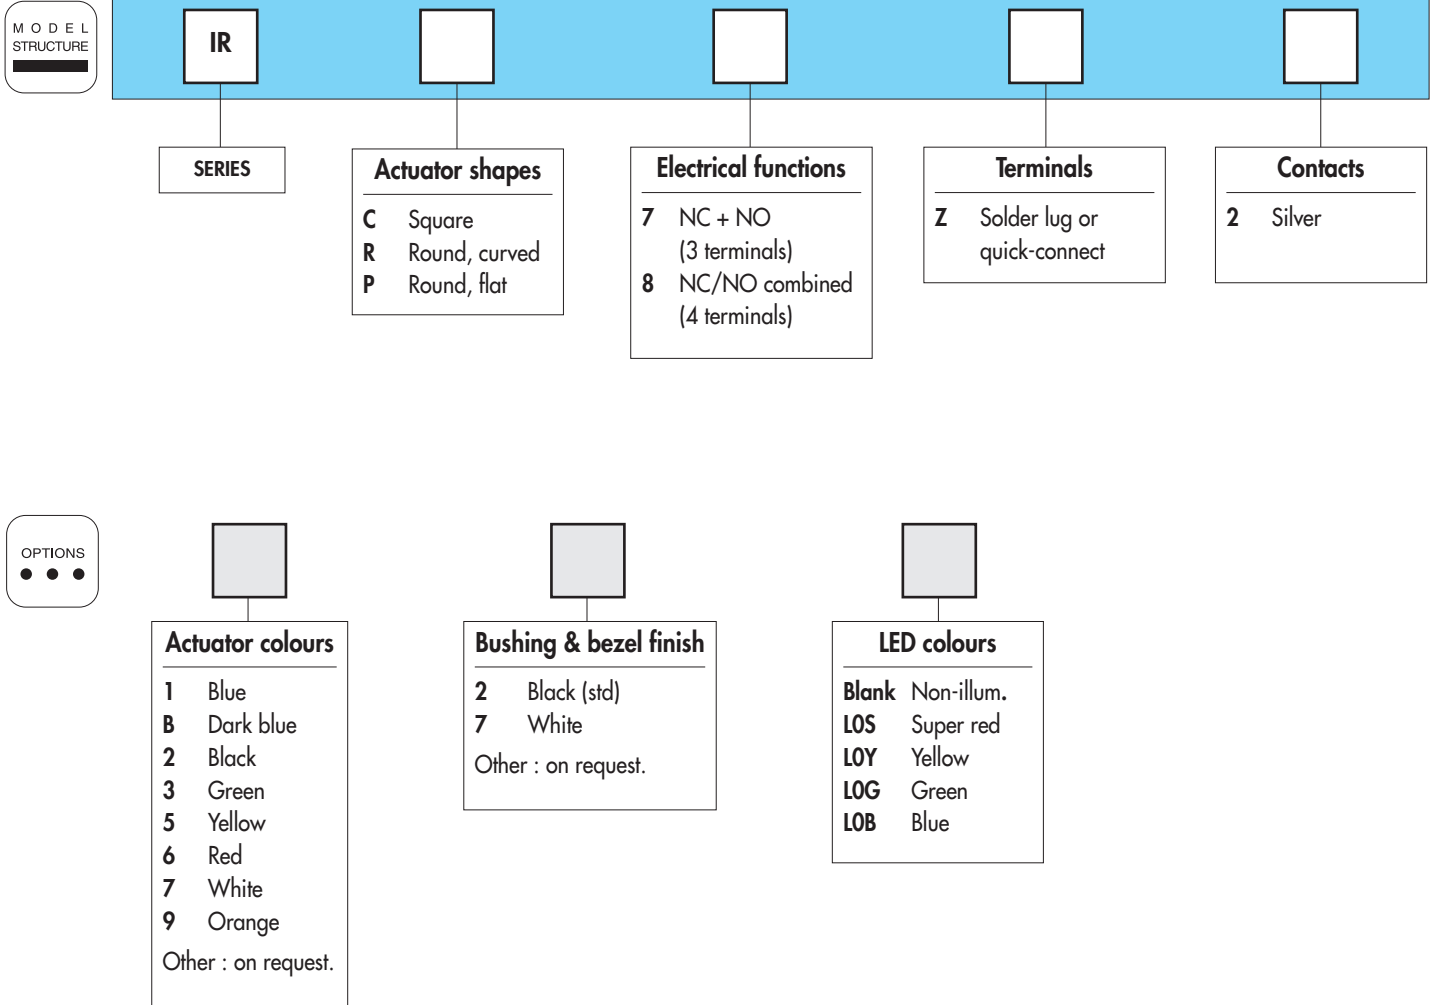 MODEL
STRUCTURE
IR
SERIES
Actuator shapes
C Square
R Round, curved
P Round, flat
Electrical functions
7 NC + NO
(3 terminals)
8 NC/NO combined
(4 terminals)
Terminals
Z Solder lug or
quick-connect
Contacts
2 Silver
OPTIONS
Actuator colours
1 Blue
B Dark blue
2 Black
3 Green
5 Yellow
6 Red
7 White
9 Orange
Other : on request.
Bushing & bezel finish
2 Black (std)
7 White
Other : on request.
LED colours
Blank Non-illum.
L0S Super red
L0Y Yellow
L0G Green
L0B Blue